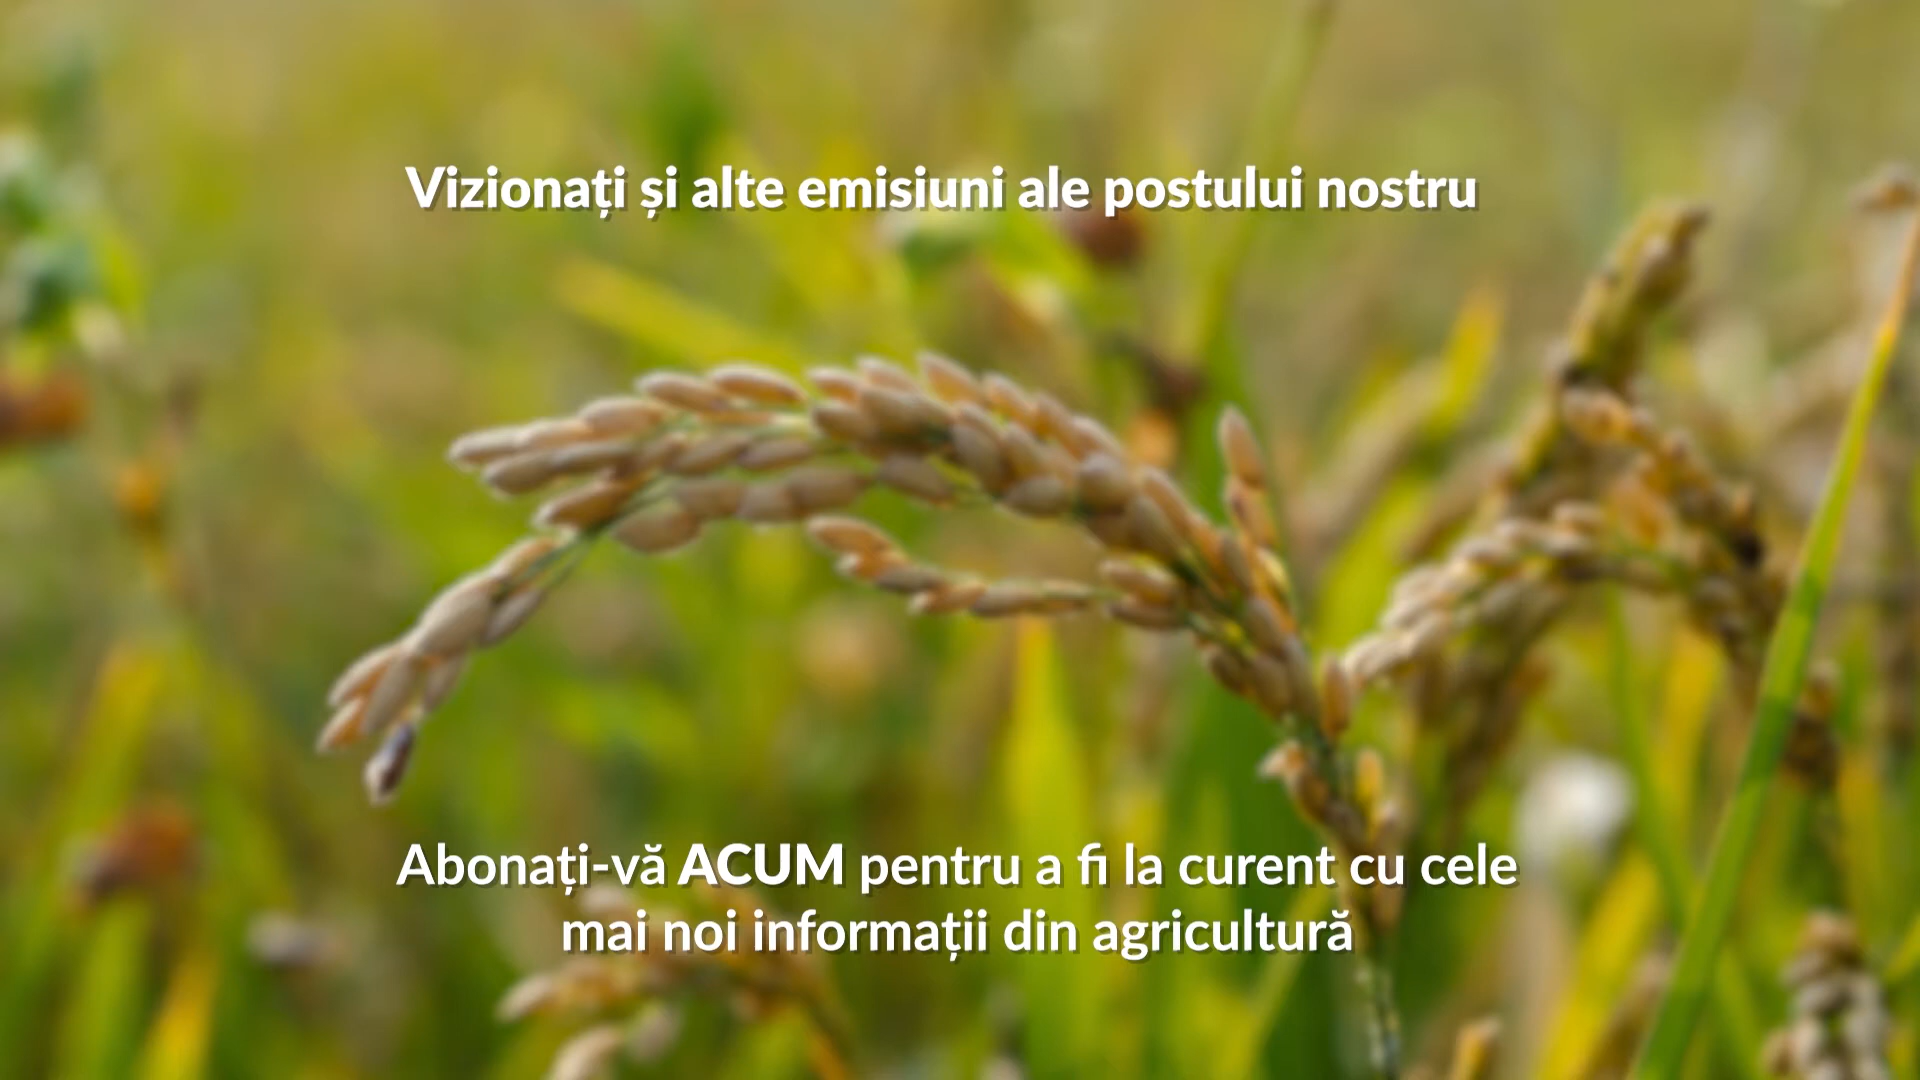 Vizionați și alte emisiuni ale postului nostru
Abonați-vă ACUM pentru a fi la curent cu cele
mai noi informații din agricultură